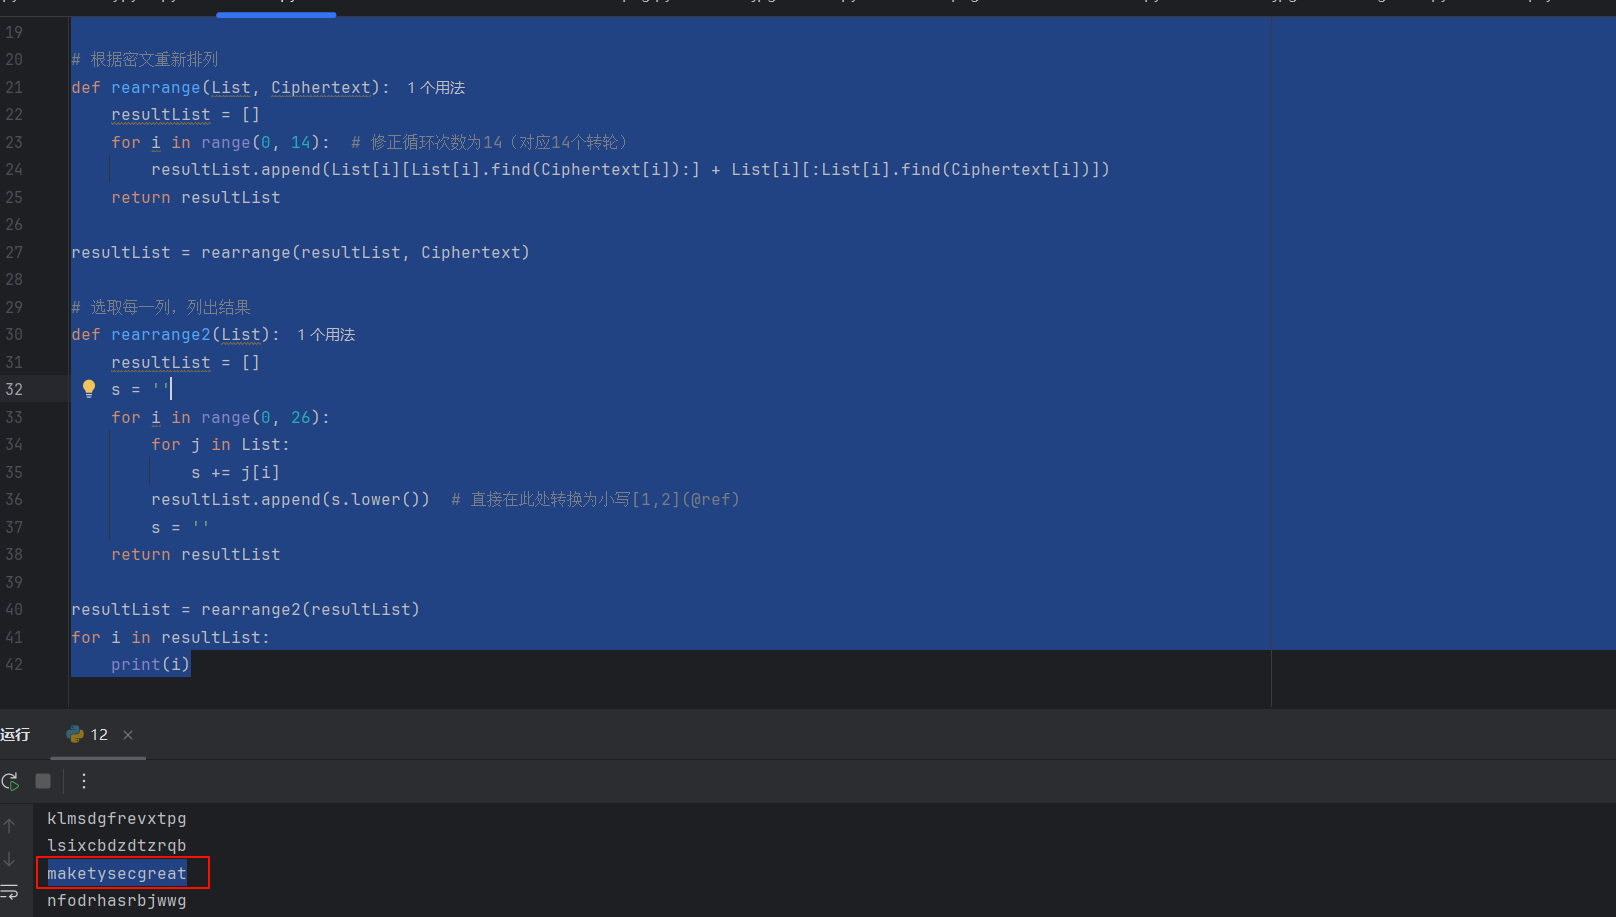 19
20 # 根据密文重新排列
21 def rearrange(List, Ciphertext): 1个用法
22 resultList = []
23 for i in range(0, 14): # 修正循环次数为14（对应14个转轮）
24 resultList.append(List[i][List[i].find(Ciphertext[i]):] + List[i][:List[i].find(Ciphertext[i])])
25 return resultList
26
27 resultList = rearrange(resultList, Ciphertext)
28
29 # 选取每一列，列出结果
30 def rearrange2(List): 1个用法
31 resultList = []
32 s = ''
33 for i in range(0, 26):
34 for j in List:
35 s += j[i]
36 resultList.append(s.lower()) # 直接在此处转换为小写[1,2](@ref)
37 s = ''
38 return resultList
39
40 resultList = rearrange2(resultList)
41 for i in resultList:
42 print(i)
运行 12
klmsdgfrevxtpg
lsixcbdzdtzrqb
maketysecgreat
nfodrhasrbjwwg